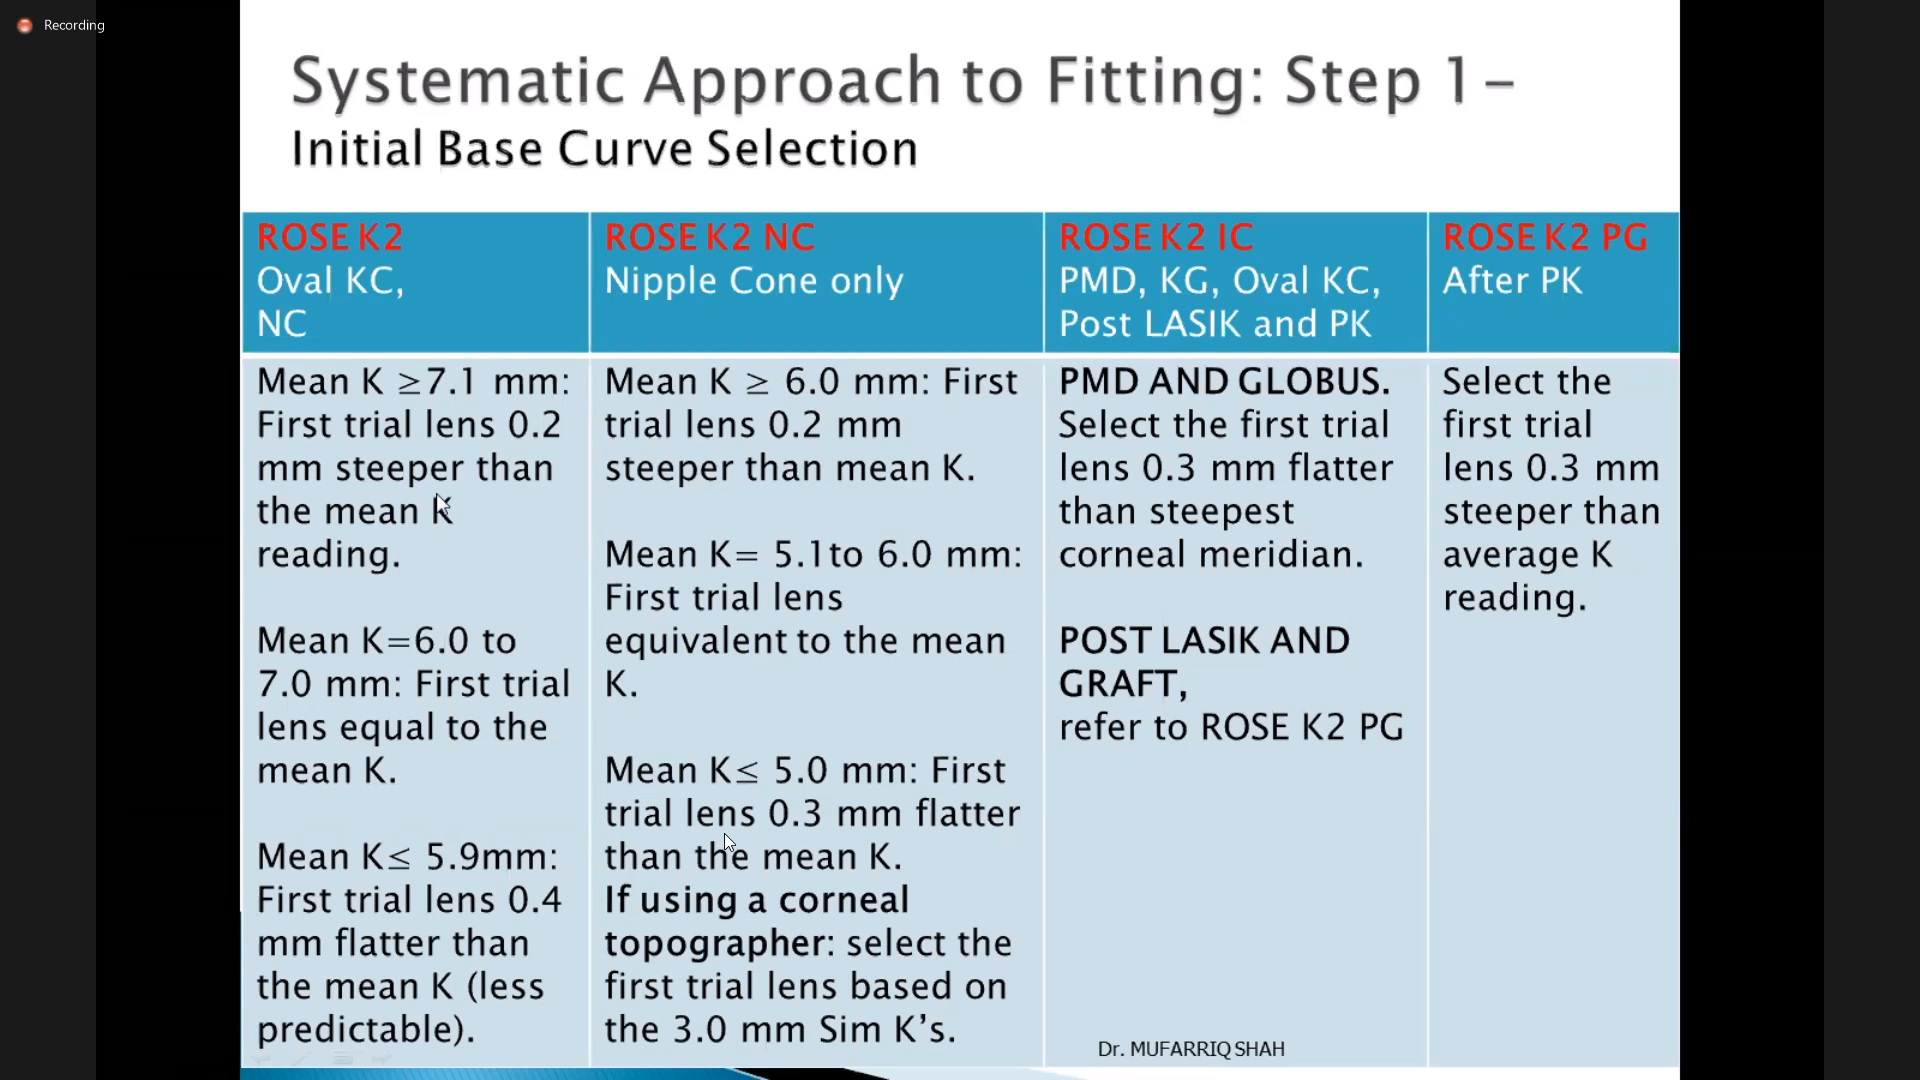 Recording
Systematic Approach to Fitting: Step 1-
Initial Base Curve Selection
ROSE K2
Oval KC,
NC
ROSE K2 NC
Nipple Cone only
ROSE K2 IC
PMD, KG, Oval KC,
Post LASIK and PK
ROSE K2 PG
After PK
Mean K ≥7.1 mm:
First trial lens 0.2
mm steeper than
the mean K
reading.
Mean K=6.0 to
7.0 mm: First trial
lens equal to the
mean K.
Mean K≤ 5.9mm:
First trial lens 0.4
mm flatter than
the mean K (less
predictable).
Mean K ≥ 6.0 mm: First
trial lens 0.2 mm
steeper than mean K.
Mean K= 5.1to 6.0 mm:
First trial lens
equivalent to the mean
K.
Mean K≤ 5.0 mm: First
trial lens 0.3 mm flatter
than the mean K.
If using a corneal
topographer: select the
first trial lens based on
the 3.0 mm Sim K’s.
PMD AND GLOBUS.
Select the first trial
lens 0.3 mm flatter
than steepest
corneal meridian.
POST LASIK AND
GRAFT,
refer to ROSE K2 PG
Select the
first trial
lens 0.3 mm
steeper than
average K
reading.
Dr. MUFARRIQ SHAH